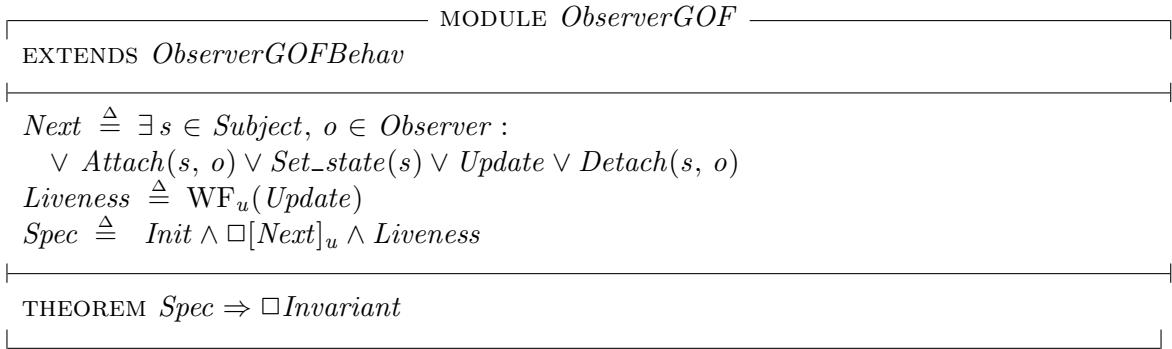 MODULE ObserverGOF
EXTENDS ObserverGOFBehav
Next ≜ ∃ s ∈ Subject, o ∈ Observer :
∨ Attach(s, o) ∨ Set_state(s) ∨ Update ∨ Detach(s, o)
Liveness ≜ WF_u(Update)
Spec ≜ Init ∧ □[Next]_u ∧ Liveness
THEOREM Spec ⇒ □Invariant